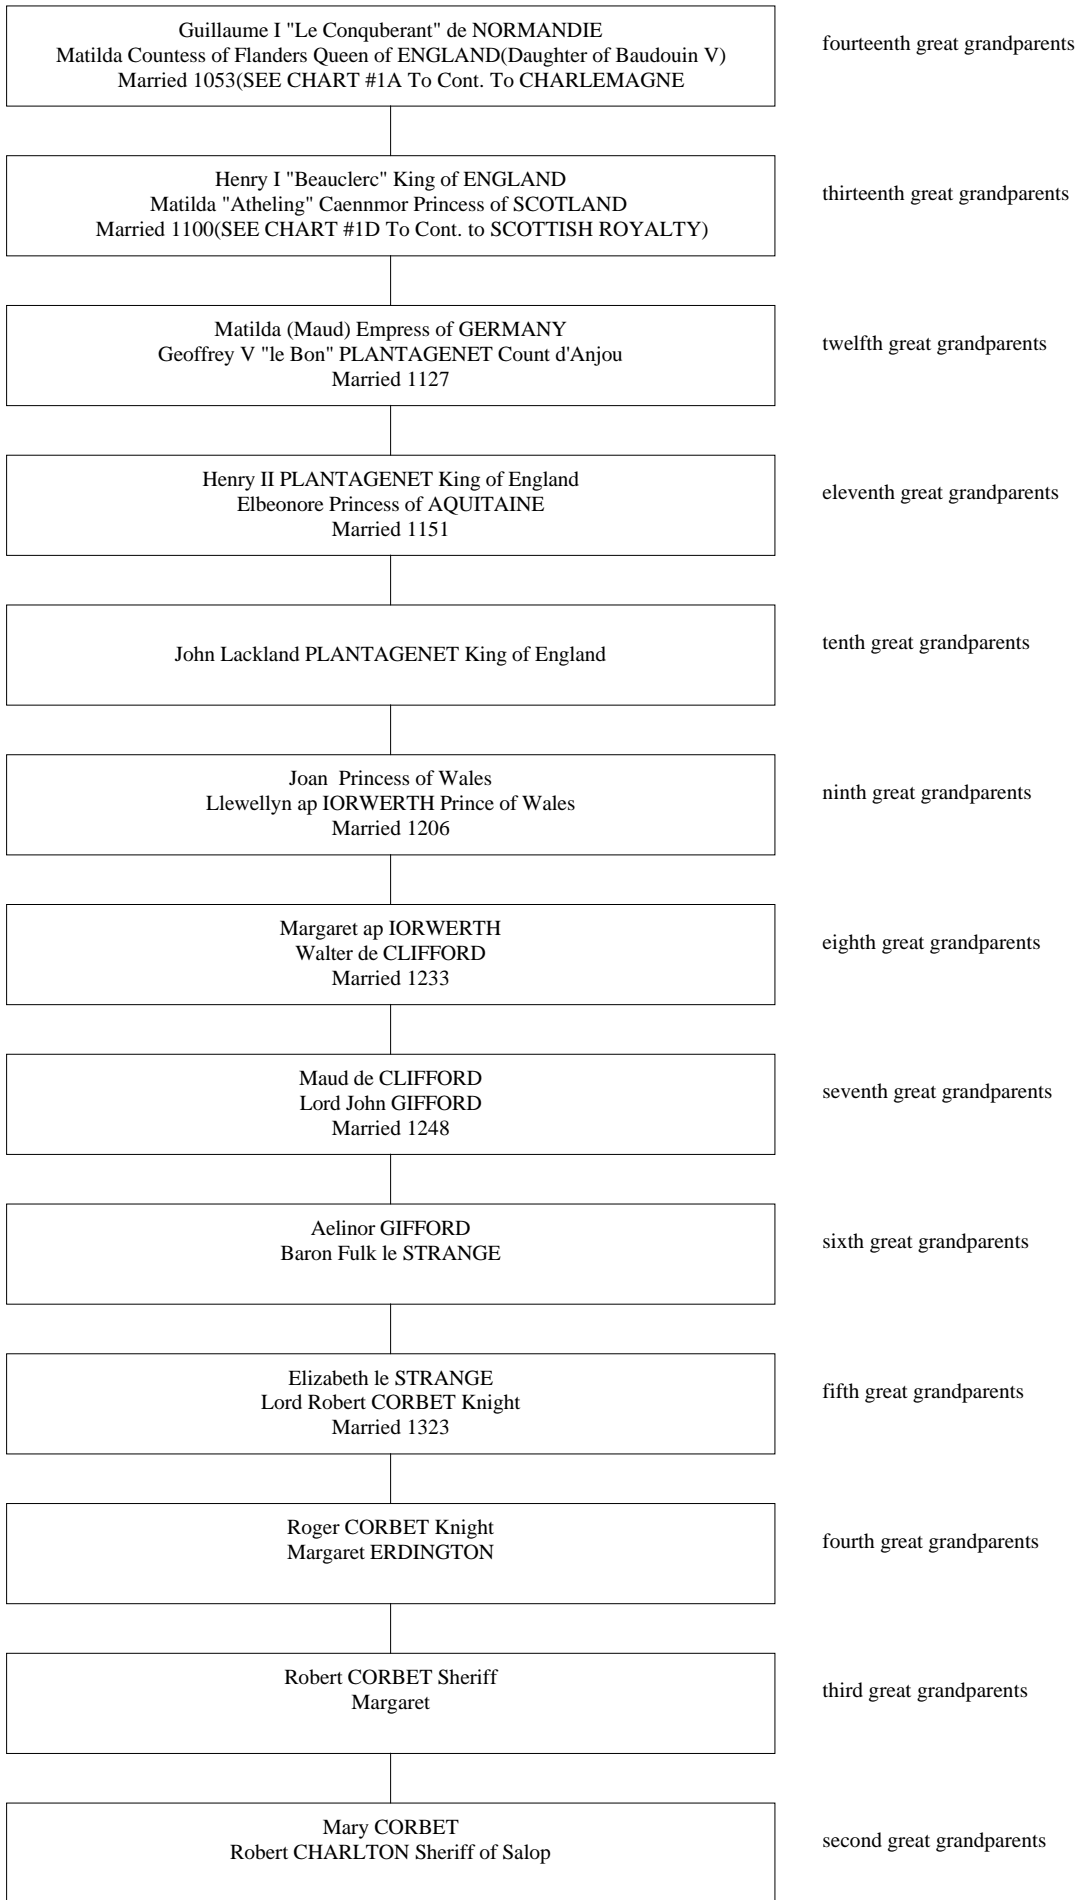 Guillaume I "Le Conquberant" de NORMANDIE
Matilda Countess of Flanders Queen of ENGLAND(Daughter of Baudouin V)
Married 1053(SEE CHART #1A To Cont. To CHARLEMAGNE
fourteenth great grandparents
Henry I "Beauclerc" King of ENGLAND
Matilda "Atheling" Caennmor Princess of SCOTLAND
Married 1100(SEE CHART #1D To Cont. to SCOTTISH ROYALTY)
thirteenth great grandparents
Matilda (Maud) Empress of GERMANY
Geoffrey V "le Bon" PLANTAGENET Count d'Anjou
Married 1127
twelfth great grandparents
Henry II PLANTAGENET King of England
Elbeonore Princess of AQUITAINE
Married 1151
eleventh great grandparents
John Lackland PLANTAGENET King of England
tenth great grandparents
Joan Princess of Wales
Llewellyn ap IORWERTH Prince of Wales
Married 1206
ninth great grandparents
Margaret ap IORWERTH
Walter de CLIFFORD
Married 1233
eighth great grandparents
Maud de CLIFFORD
Lord John GIFFORD
Married 1248
seventh great grandparents
Aelinor GIFFORD
Baron Fulk le STRANGE
sixth great grandparents
Elizabeth le STRANGE
Lord Robert CORBET Knight
Married 1323
fifth great grandparents
Roger CORBET Knight
Margaret ERDINGTON
fourth great grandparents
Robert CORBET Sheriff
Margaret
third great grandparents
Mary CORBET
Robert CHARLTON Sheriff of Salop
second great grandparents